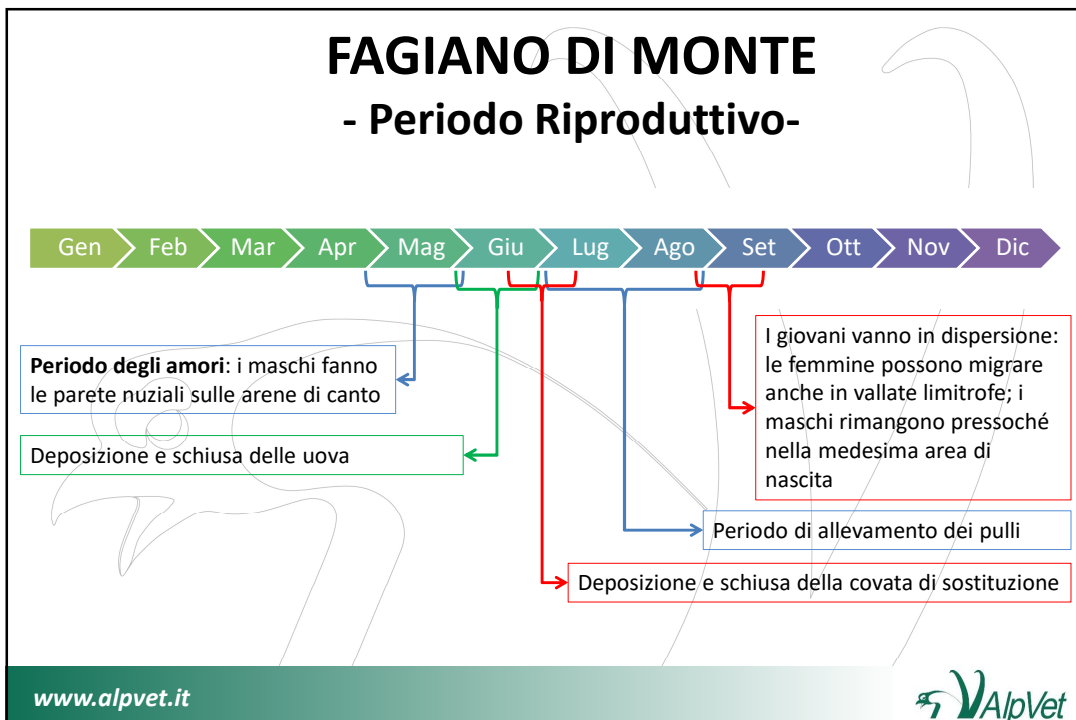 FAGIANO DI MONTE
- Periodo Riproduttivo-
Gen Feb Mar Apr Mag Giu Lug Ago Set Ott Nov Dic
Periodo degli amori: i maschi fanno
le parete nuziali sulle arene di canto
Deposizione e schiusa delle uova
I giovani vanno in dispersione:
le femmine possono migrare
anche in vallate limitrofe; i
maschi rimangono pressoché
nella medesima area di
nascita
Periodo di allevamento dei pulli
Deposizione e schiusa della covata di sostituzione
www.alpvet.it
AlpVet